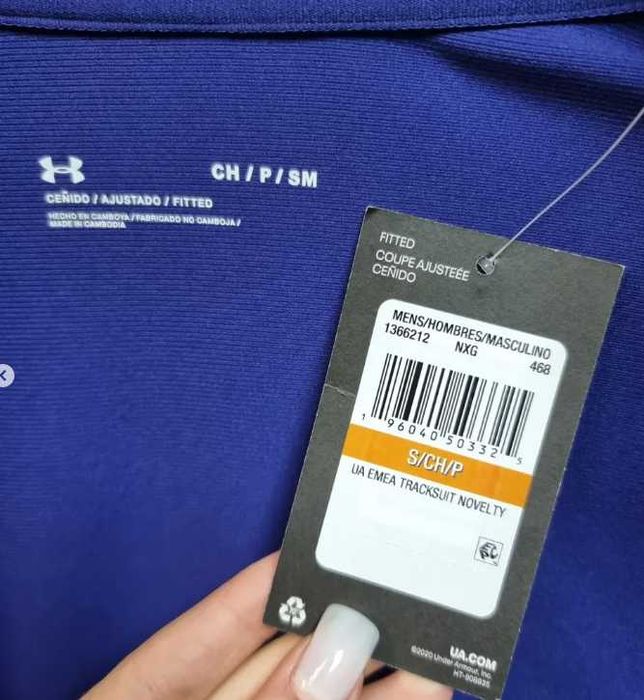 CH / P / SM
CEÑIDO / AJUSTADO / FITTED
HECHO EN CAMBOYA / FABRICADO NO CAMBOJA /
MADE IN CAMBODIA
FITTED
COUPE AJUSTEÉE
CEÑIDO
MENS/HOMBRES/MASCULINO
1366212 NXG 468
1 96040 50332 5
S/CH/P
UA EMEA TRACKSUIT NOVELTY
UA.COM
©2020 Under Armour, Inc.